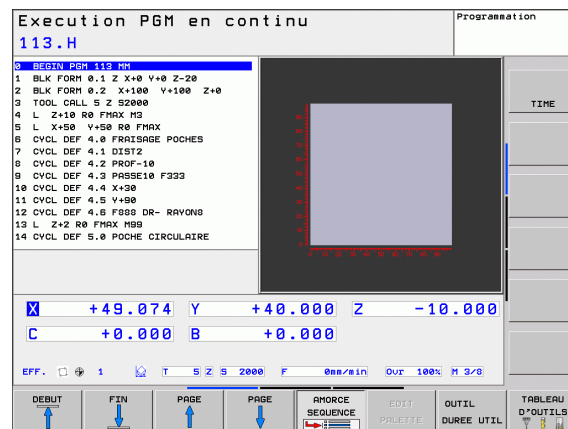 Execution PGM en continu
Programmation
113.H
0 BEGIN PGM 113 MM
1 BLK FORM 0.1 Z X+0 Y+0 Z-20
2 BLK FORM 0.2 X+100 Y+100 Z+0
3 TOOL CALL 5 Z S2000
4 L Z+10 R0 FMAX M3
5 L X+50 Y+50 R0 FMAX
6 CYCL DEF 4.0 FRAISAGE POCHES
7 CYCL DEF 4.1 DIST2
8 CYCL DEF 4.2 PROF-10
9 CYCL DEF 4.3 PASSE10 F333
10 CYCL DEF 4.4 X+30
11 CYCL DEF 4.5 Y+90
12 CYCL DEF 4.6 F888 DR- RAYON8
13 L Z+2 R0 FMAX M99
14 CYCL DEF 5.0 POCHE CIRCULAIRE
TIME
X +49.074 Y +40.000 Z -10.000
C +0.000 B +0.000
EFF. 1 T 5 Z S 2000 F 0mm/min Ovr 100% M 3/8
DEBUT
FIN
PAGE
PAGE
AMORCE
SEQUENCE
EDIT
PALETTE
OUTIL
DUREE UTIL
TABLEAU
D'OUTILS